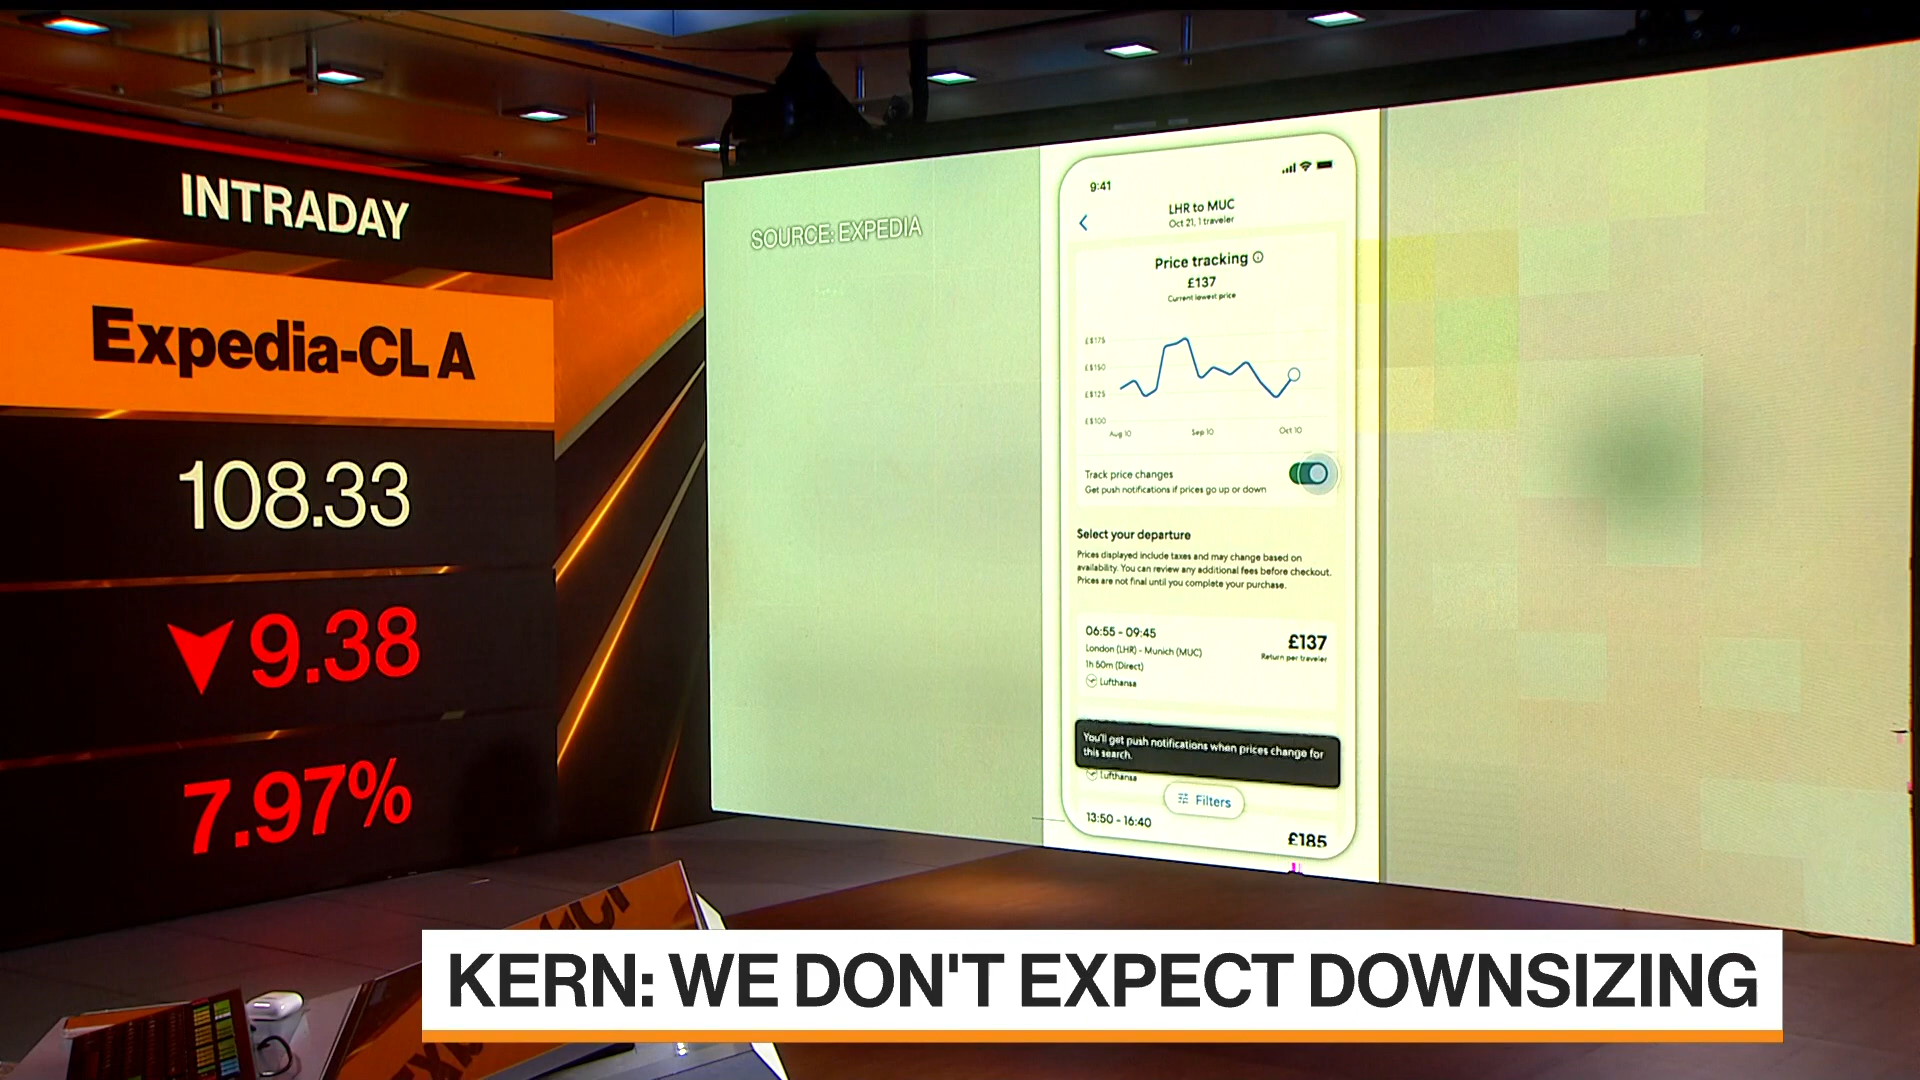 INTRADAY
Expedia-CL A
108.33
9.38
7.97%
SOURCE: EXPEDIA
9:41
LHR to MUC
Oct 21, 1 traveler
Price tracking
£137
Current lowest price
£$175
£$150
£$125
£$100
Aug 10 Sep 10 Oct 10
Track price changes
Get push notifications if prices go up or down
Select your departure
Prices displayed include taxes and may change based on
availability. You can review any additional fees before checkout.
Prices are not final until you complete your purchase.
06:55 - 09:45
£137
London (LHR) - Munich (MUC)
Return per traveler
1h 50m (Direct)
Lufthansa
You'll get push notifications when prices change for
this search.
Lufthansa
Filters
13:50 - 16:40
£185
KERN: WE DON'T EXPECT DOWNSIZING